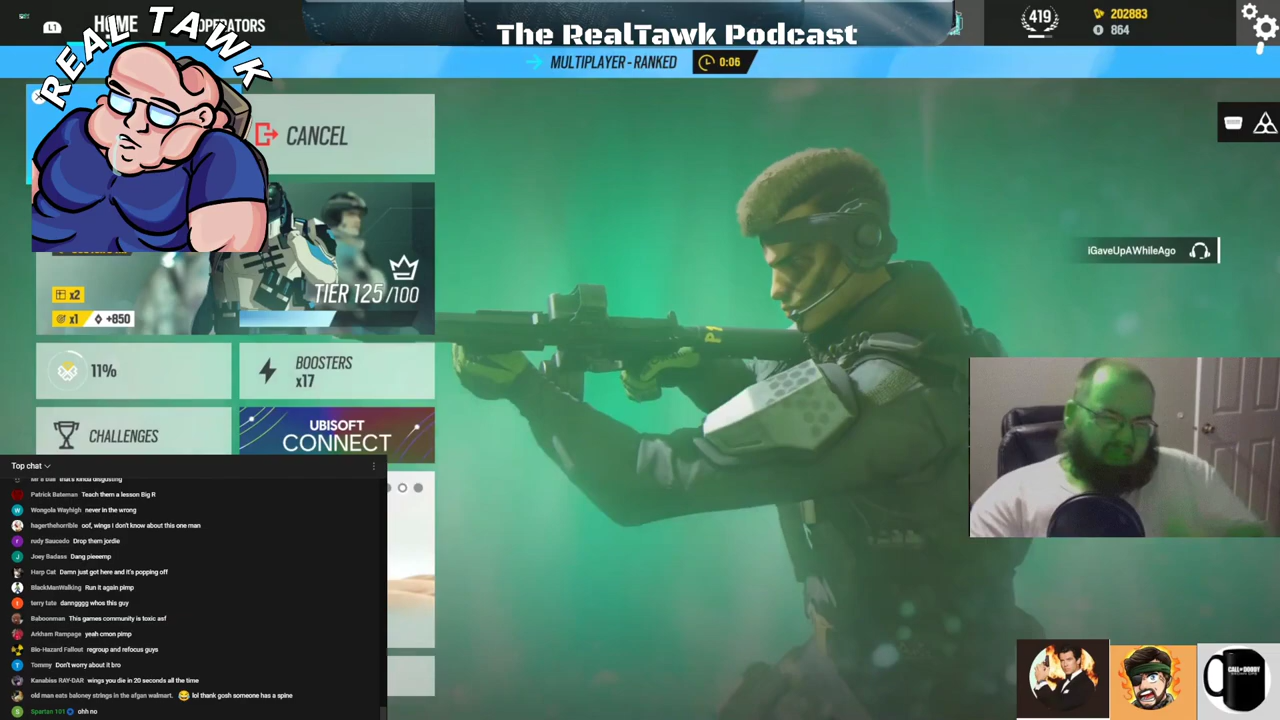 L1
HOME
OPERATORS
REAL TAWK
The RealTawk Podcast
419
202883
864
MULTIPLAYER - RANKED
0:06
CANCEL
iGaveUpAWhileAgo
x2
x1
+850
TIER 125/100
11%
BOOSTERS
x17
CHALLENGES
UBISOFT
CONNECT
Top chat
that's kinda disgusting
Patrick Bateman Teach them a lesson Big R
Wongola Wayhigh never in the wrong
hagerthehorrible oof, wings i don't know about this one man
rudy Saucedo Drop them jordie
Joey Badass Dang pieeemp
Harp Cat Damn just got here and it's popping off
BlackManWalking Run it again pimp
terry tate danngggg whos this guy
Baboonman This games community is toxic asf
Arkham Rampage yeah cmon pimp
Bio-Hazard Fallout regroup and refocus guys
Tommy Don't worry about it bro
Kanabiss RAY-DAR wings you die in 20 seconds all the time
old man eats baloney strings in the afgan walmart. 😂 lol thank gosh someone has a spine
Spartan 101 ohh no